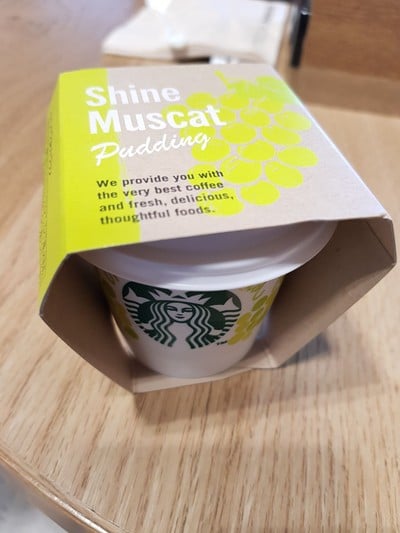 Shine
Muscat
Pudding
We provide you with
the very best coffee
and fresh, delicious,
thoughtful foods.